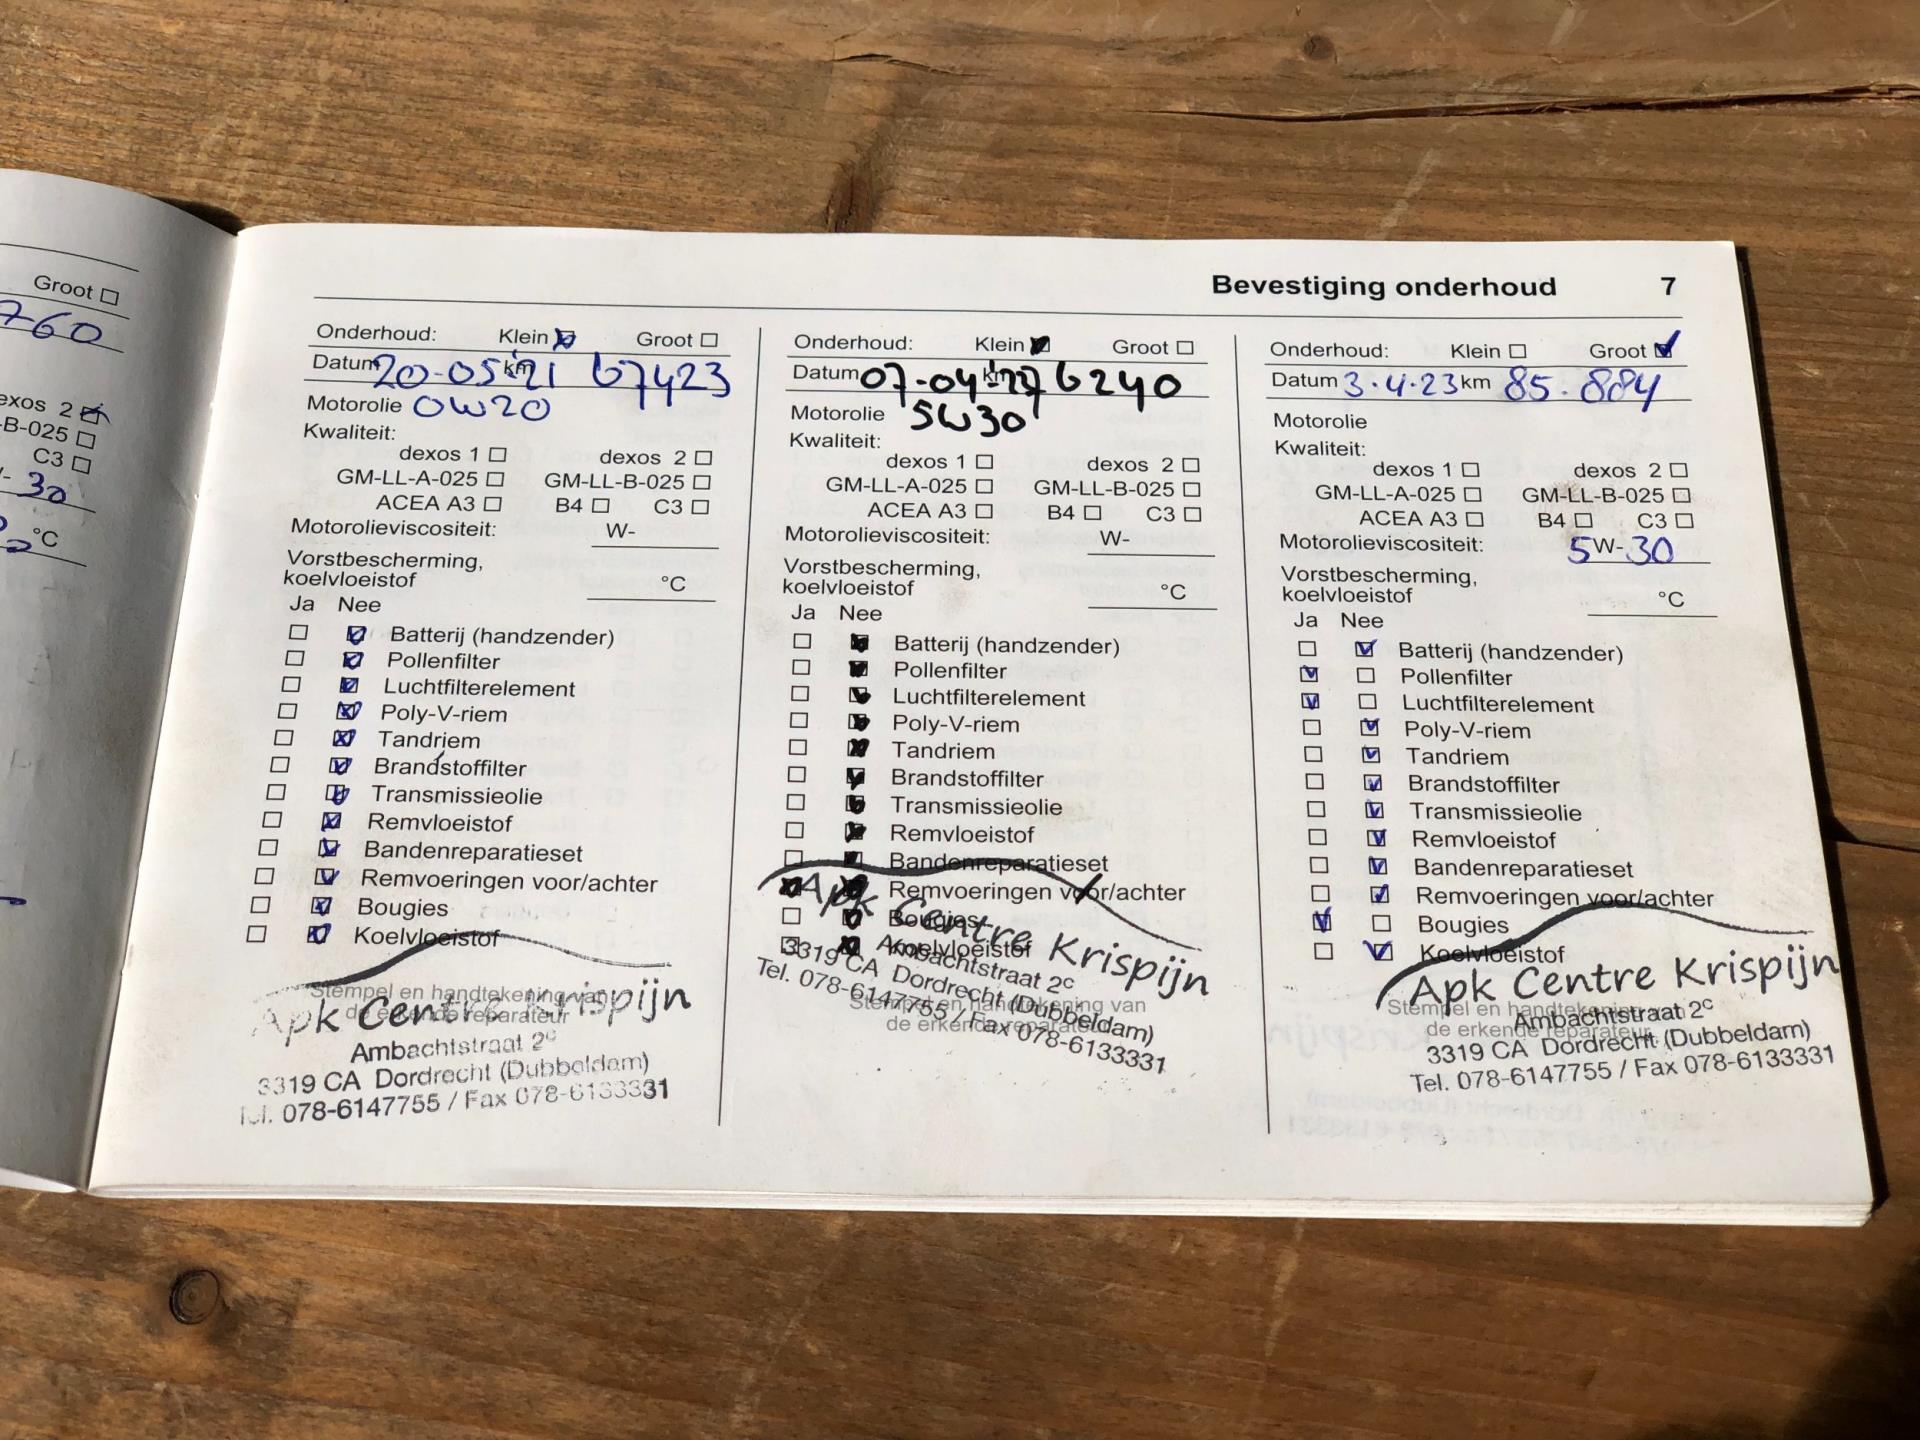 Groot
760
dexos 2
-B-025
C3
- 30
°C
Bevestiging onderhoud 7
Onderhoud: Klein Groot
Datum 20-05-'21 km 67423
Motorolie 0W20
Kwaliteit:
dexos 1 dexos 2
GM-LL-A-025 GM-LL-B-025
ACEA A3 B4 C3
Motorolieviscositeit: W-
Vorstbescherming,
koelvloeistof °C
Ja Nee
Batterij (handzender)
Pollenfilter
Luchtfilterelement
Poly-V-riem
Tandriem
Brandstoffilter
Transmissieolie
Remvloeistof
Bandenreparatieset
Remvoeringen voor/achter
Bougies
Koelvloeistof
Stempel en handtekening van
de erkende reparateur
Apk Centre Krispijn
Ambachtstraat 2c
3319 CA Dordrecht (Dubbeldam)
Tel. 078-6147755 / Fax 078-6133331
Onderhoud: Klein Groot
Datum 07-04-' km 6240
Motorolie 5W30
Kwaliteit:
dexos 1 dexos 2
GM-LL-A-025 GM-LL-B-025
ACEA A3 B4 C3
Motorolieviscositeit: W-
Vorstbescherming,
koelvloeistof °C
Ja Nee
Batterij (handzender)
Pollenfilter
Luchtfilterelement
Poly-V-riem
Tandriem
Brandstoffilter
Transmissieolie
Remvloeistof
Bandenreparatieset
Remvoeringen voor/achter
Bougies
Koelvloeistof
Apk Centre Krispijn
Ambachtstraat 2c
3319 CA Dordrecht (Dubbeldam)
Tel. 078-6147755 / Fax 078-6133331
Stempel en handtekening van
de erkende reparateur
Onderhoud: Klein Groot
Datum 3.4.23 km 85.884
Motorolie
Kwaliteit:
dexos 1 dexos 2
GM-LL-A-025 GM-LL-B-025
ACEA A3 B4 C3
Motorolieviscositeit: 5W-30
Vorstbescherming,
koelvloeistof °C
Ja Nee
Batterij (handzender)
Pollenfilter
Luchtfilterelement
Poly-V-riem
Tandriem
Brandstoffilter
Transmissieolie
Remvloeistof
Bandenreparatieset
Remvoeringen voor/achter
Bougies
Koelvloeistof
Apk Centre Krispijn
Stempel en handtekening van
de erkende reparateur
Ambachtstraat 2c
3319 CA Dordrecht (Dubbeldam)
Tel. 078-6147755 / Fax 078-6133331